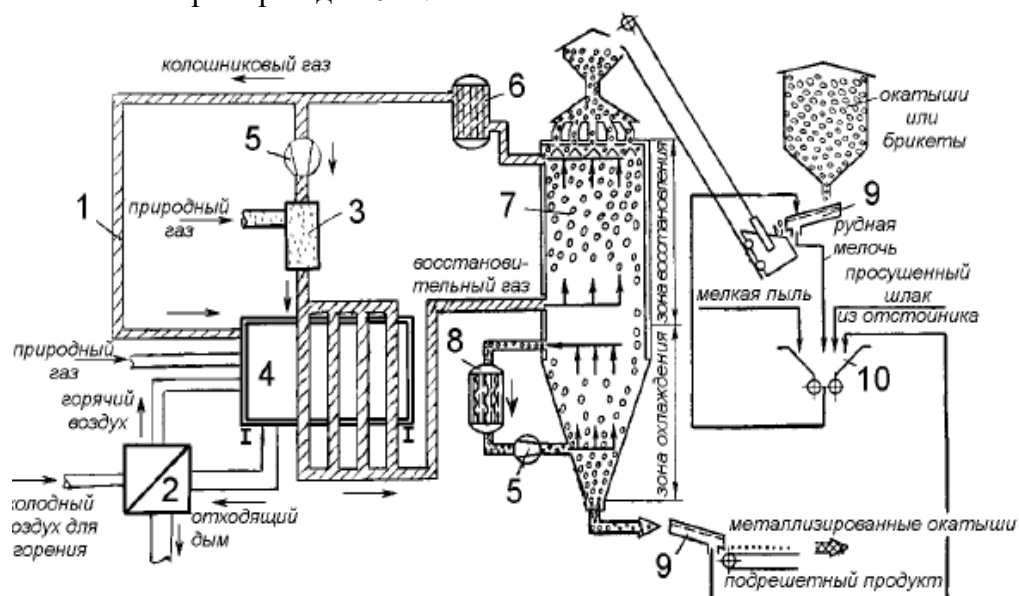 колошниковый газ
6
окатыши
или
брикеты
5
1
природный
газ
3
7
зона восстановления
9
рудная
мелочь
восстанови-
тельный газ
мелкая пыль
просушенный
шлак
из отстойника
природный
газ
4
8
10
горячий
воздух
I
I
зона охлаждения
2
5
холодный
воздух для
горения
отходящий
дым
металлизированные окатыши
9
подрешетный продукт